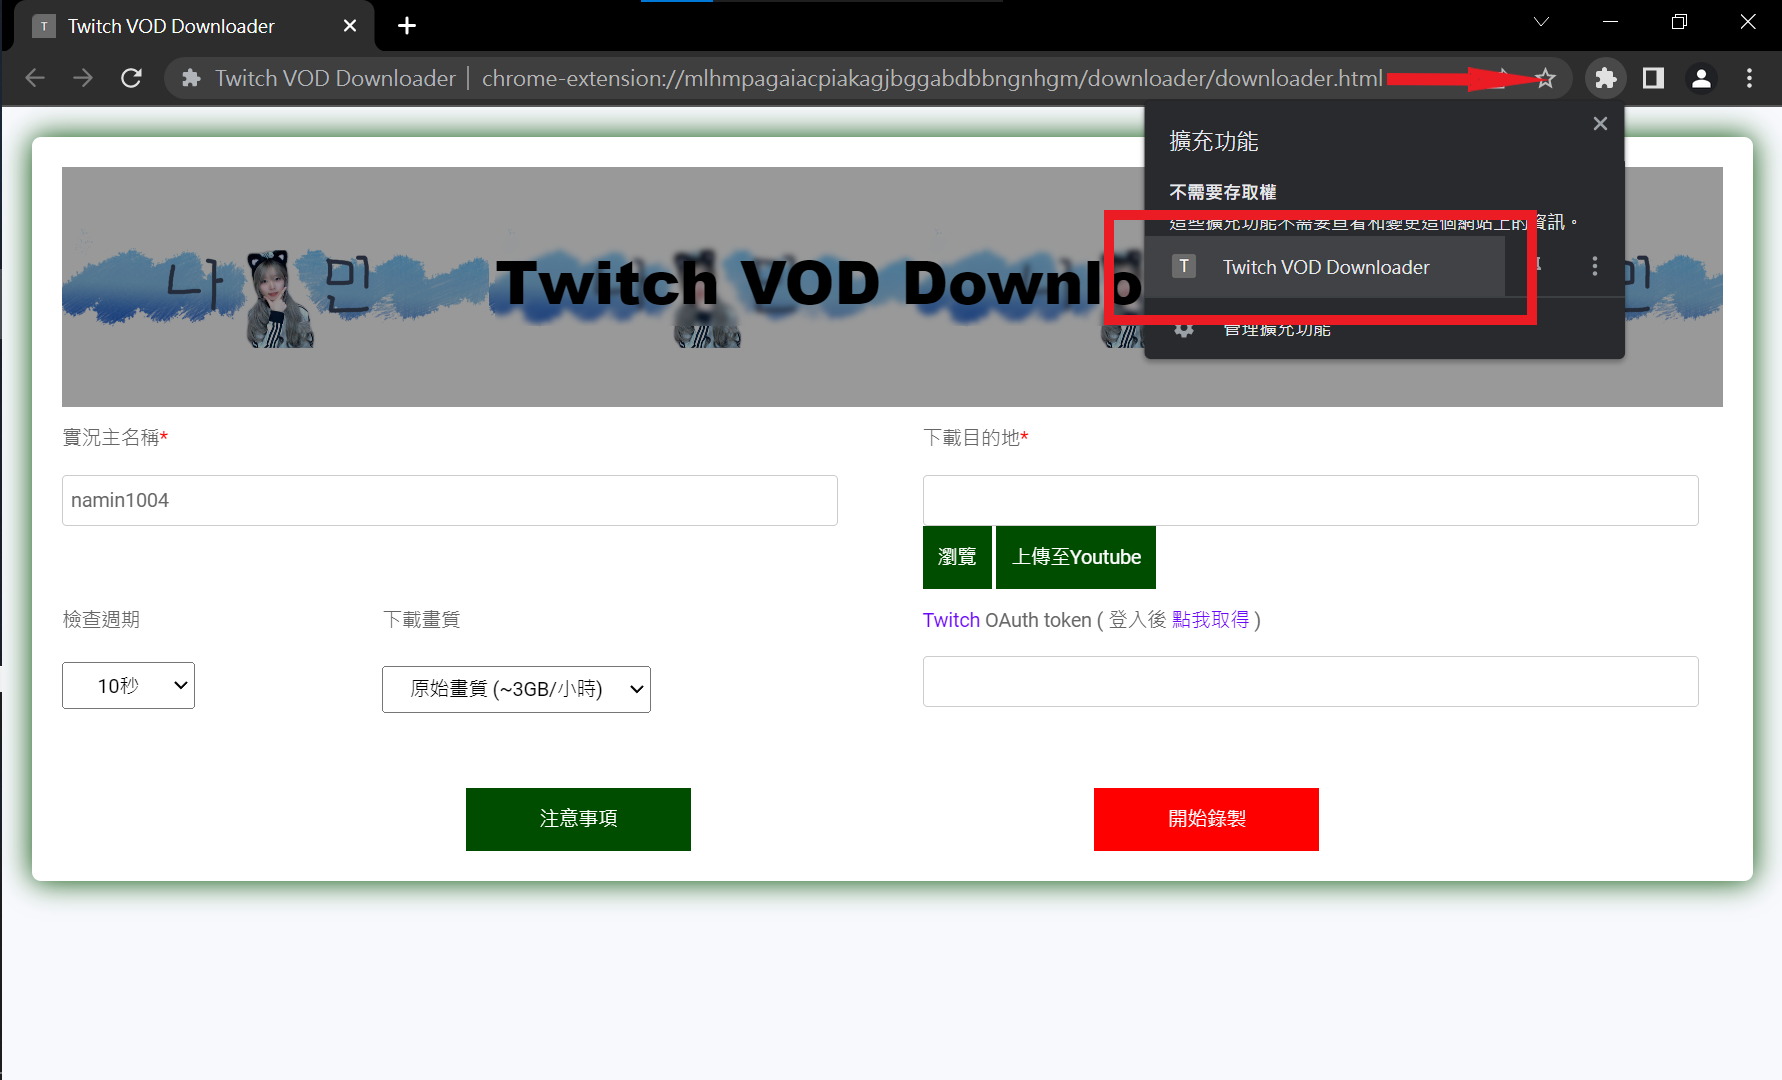 T Twitch VOD Downloader
Twitch VOD Downloader | chrome-extension://mlhmpagaiacpiakagjbggabdbbngnhgm/downloader/downloader.html
擴充功能
不需要存取權
這些擴充功能不需要查看和變更這個網站上的資訊。
T Twitch VOD Downloader
管理擴充功能
나 민
Twitch VOD Downlo
민
實況主名稱*
下載目的地*
namin1004
瀏覽 上傳至Youtube
檢查週期 下載畫質
Twitch OAuth token ( 登入後 點我取得 )
10秒 原始畫質 (~3GB/小時)
注意事項 開始錄製